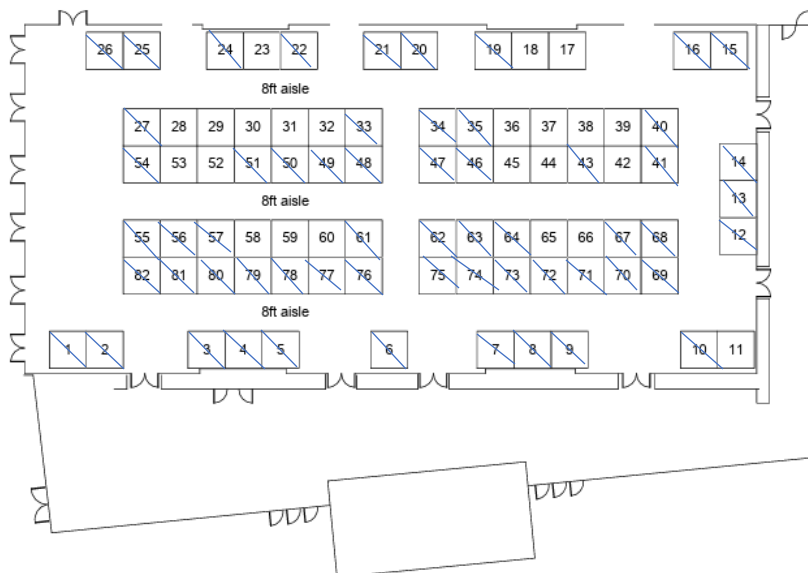 26 25 24 23 22 21 20 19 18 17 16 15
8ft aisle
27 28 29 30 31 32 33 34 35 36 37 38 39 40
54 53 52 51 50 49 48 47 46 45 44 43 42 41
14
13
12
8ft aisle
55 56 57 58 59 60 61 62 63 64 65 66 67 68
82 81 80 79 78 77 76 75 74 73 72 71 70 69
8ft aisle
1 2 3 4 5 6 7 8 9 10 11